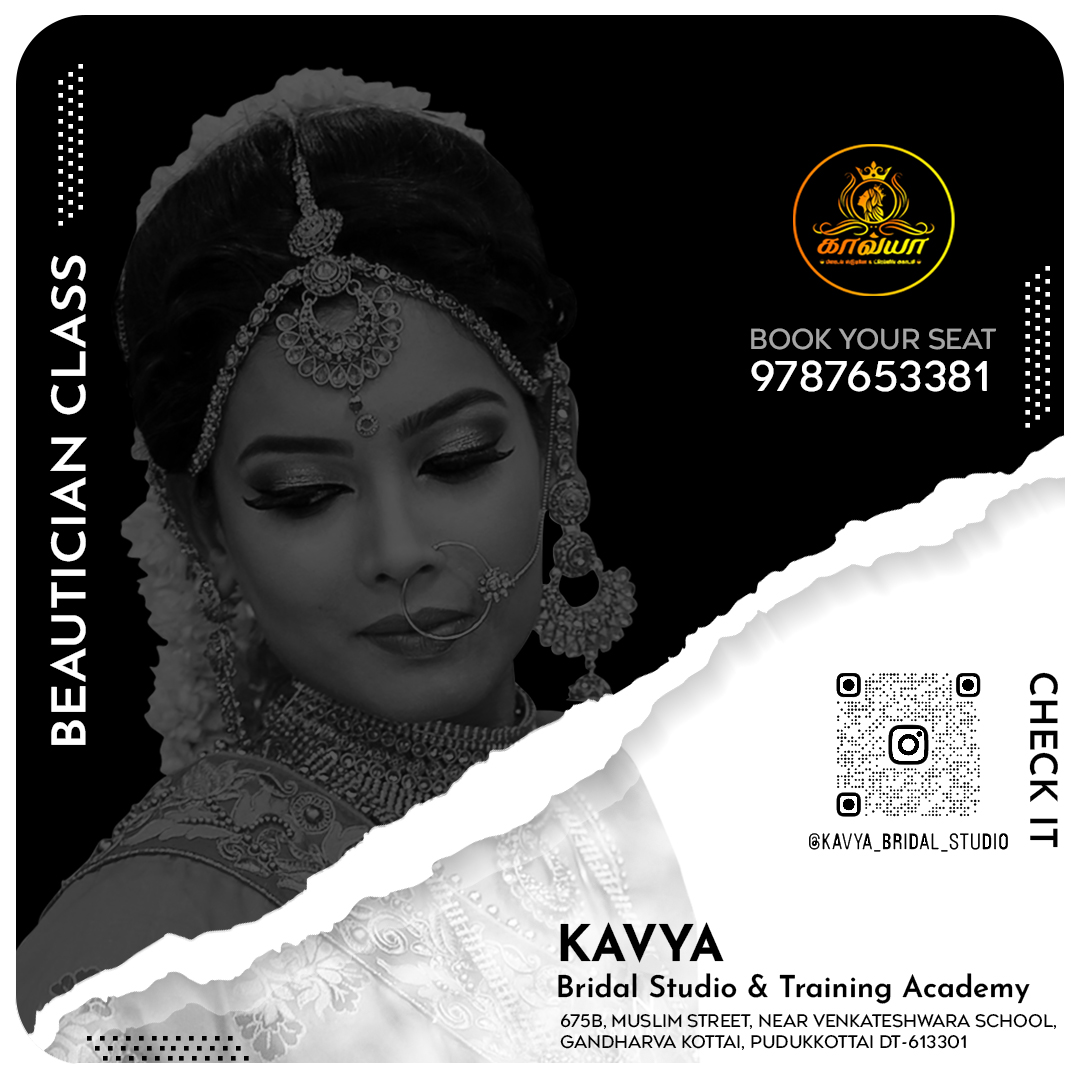 BEAUTICIAN CLASS
காவ்யா
BOOK YOUR SEAT
9787653381
CHECK IT
@KAVYA_BRIDAL_STUDIO
KAVYA
Bridal Studio & Training Academy
675B, MUSLIM STREET, NEAR VENKATESHWARA SCHOOL,
GANDHARVA KOTTAI, PUDUKKOTTAI DT-613301